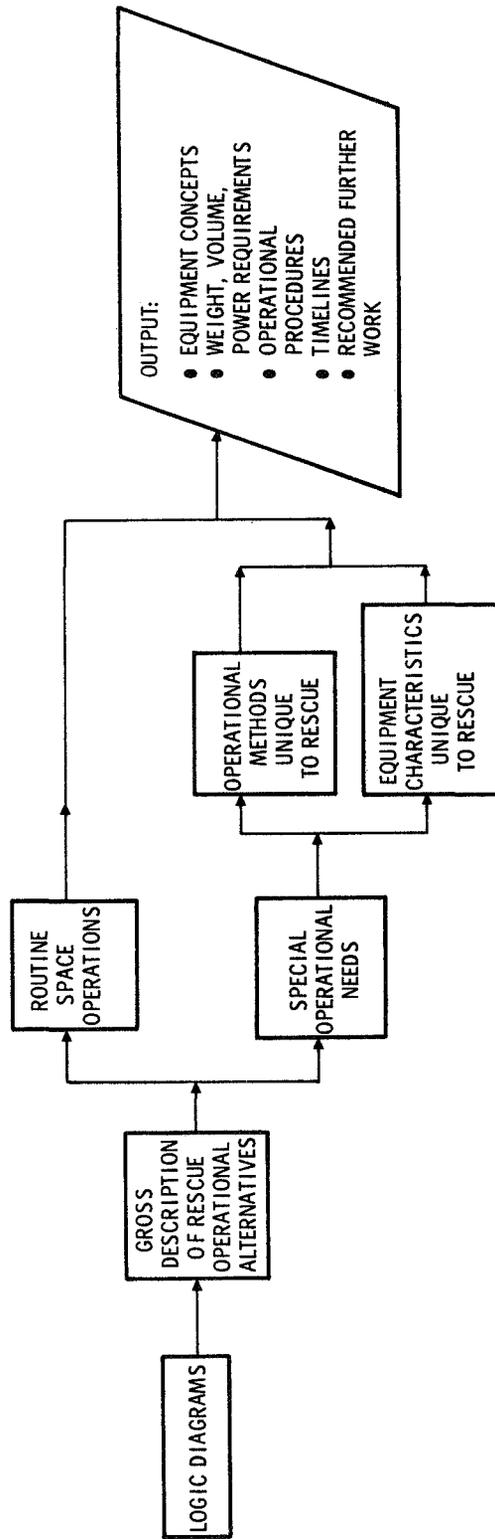 LOGIC DIAGRAMS
GROSS
DESCRIPTION
OF RESCUE
OPERATIONAL
ALTERNATIVES
ROUTINE
SPACE
OPERATIONS
SPECIAL
OPERATIONAL
NEEDS
OPERATIONAL
METHODS
UNIQUE
TO RESCUE
EQUIPMENT
CHARACTERISTICS
UNIQUE
TO RESCUE
OUTPUT:
● EQUIPMENT CONCEPTS
● WEIGHT, VOLUME,
POWER REQUIREMENTS
● OPERATIONAL
PROCEDURES
● TIMELINES
● RECOMMENDED FURTHER
WORK